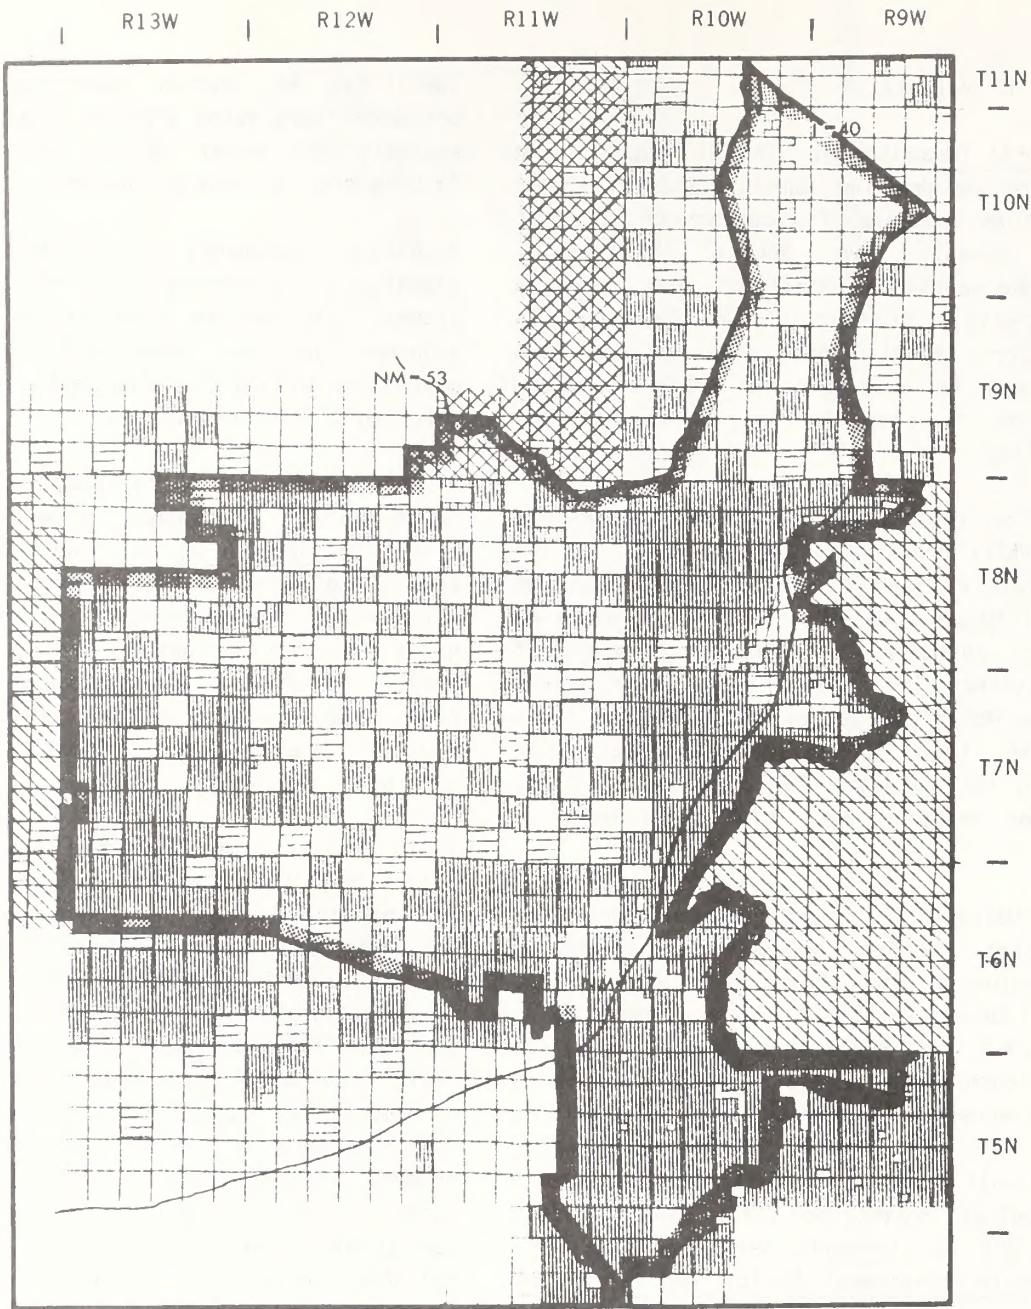 R13W R12W R11W R10W R9W
T11N
I-40
T10N
NM-53
T9N
T8N
T7N
T6N
NM-117
T5N